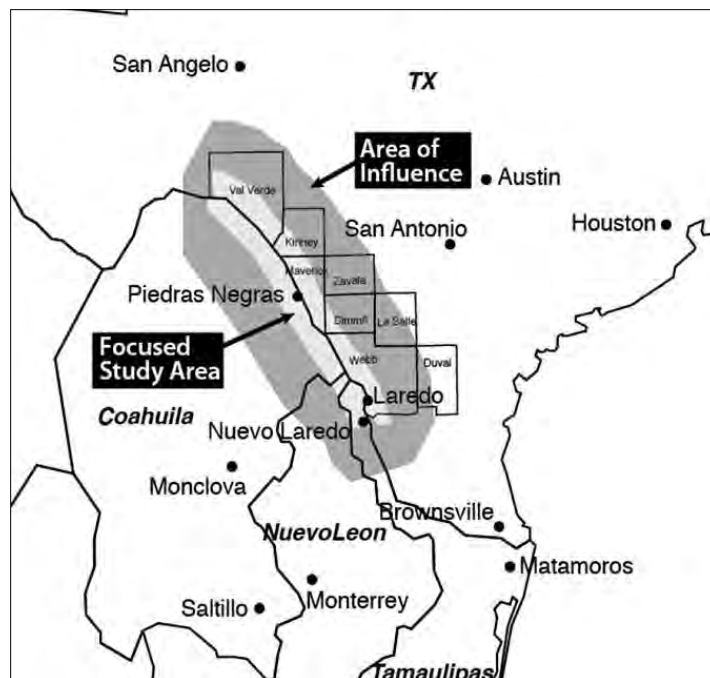 San Angelo
TX
Area of
Influence
Austin
Val Verde
Houston
San Antonio
Kinney
Maverick
Zavala
Piedras Negras
Dimmit
La Salle
Focused
Study Area
Webb
Duval
Laredo
Coahuila
Nuevo Laredo
Monclova
Brownsville
NuevoLeon
Matamoros
Monterrey
Saltillo
Tamaulipas